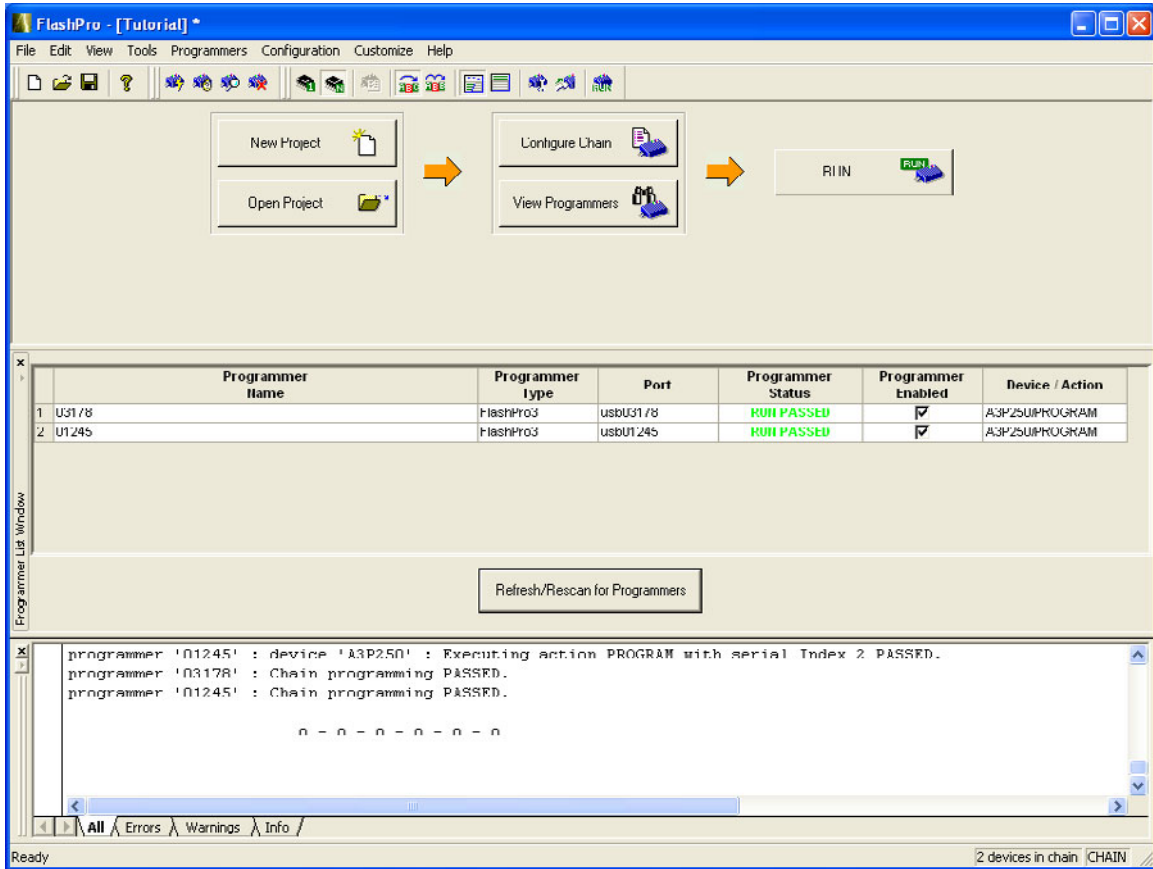 FlashPro - [Tutorial] *
File Edit View Tools Programmers Configuration Customize Help
New Project
Configure Chain
RUN
RUN
Open Project
View Programmers
Programmer Name
Programmer Type
Port
Programmer Status
Programmer Enabled
Device / Action
1 03178 FlashPro3 usb03178 RUN PASSED A3P250/PROGRAM
2 01245 FlashPro3 usb01245 RUN PASSED A3P250/PROGRAM
Programmer List Window
Refresh/Rescan for Programmers
programmer '01245' : device 'A3P250' : Executing action PROGRAM with serial Index 2 PASSED.
programmer '03178' : Chain programming PASSED.
programmer '01245' : Chain programming PASSED.
o - o - o - o - o - o
All Errors Warnings Info
Ready
2 devices in chain CHAIN